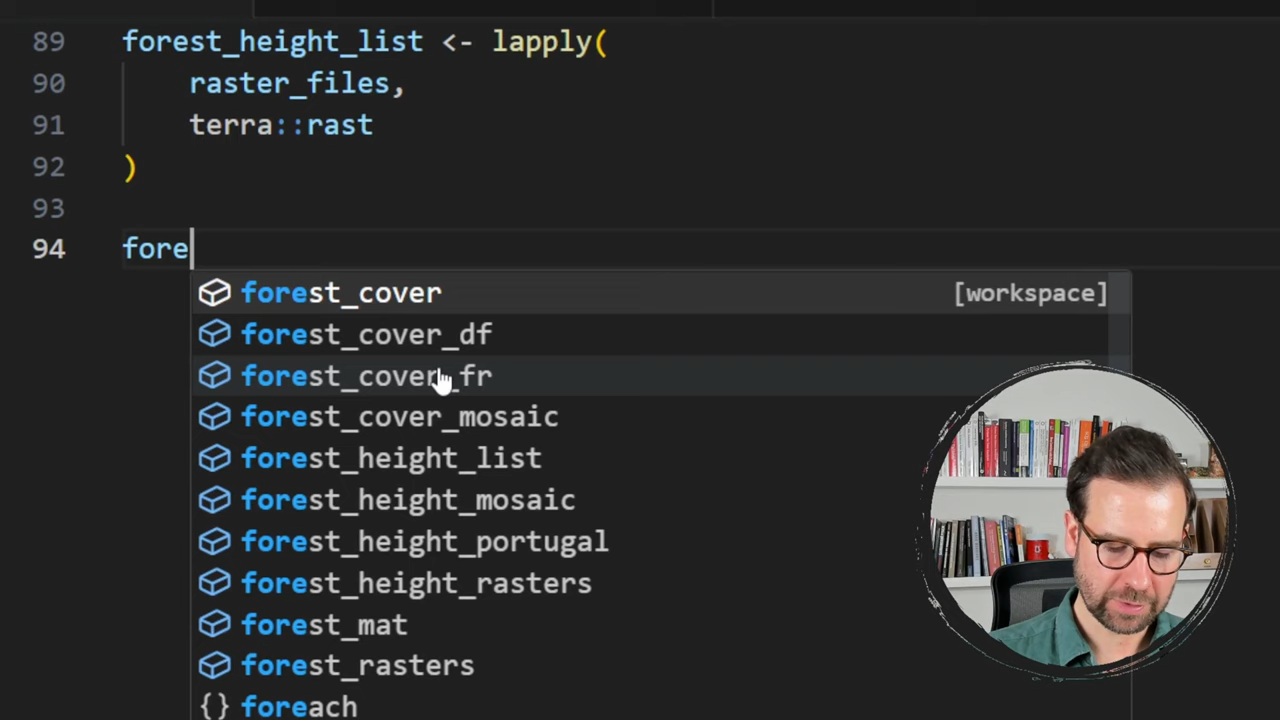 89 forest_height_list <- lapply(
90 raster_files,
91 terra::rast
92 )
93
94 fore
forest_cover [workspace]
forest_cover_df
forest_cover_fr
forest_cover_mosaic
forest_height_list
forest_height_mosaic
forest_height_portugal
forest_height_rasters
forest_mat
forest_rasters
{} foreach